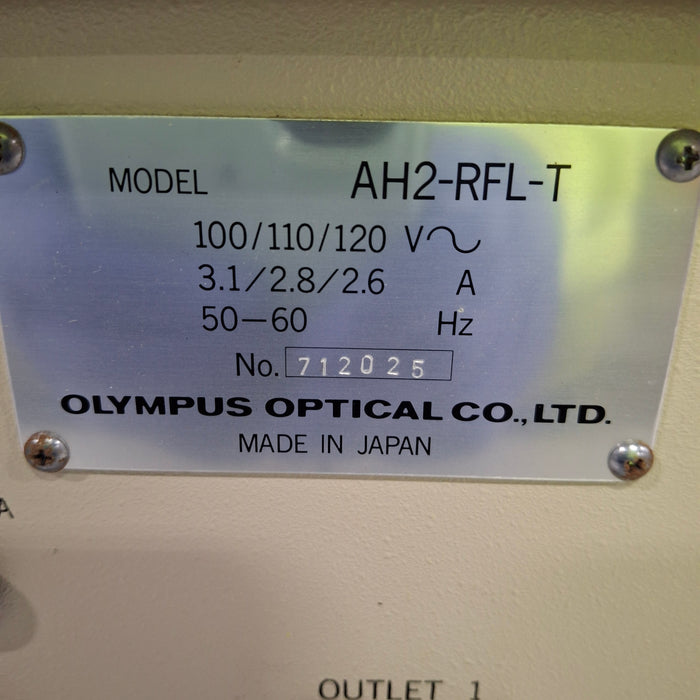 MODEL AH2-RFL-T
100/110/120 V～
3.1/2.8/2.6 A
50—60 Hz
No. 712025
OLYMPUS OPTICAL CO., LTD.
MADE IN JAPAN
A
OUTLET 1